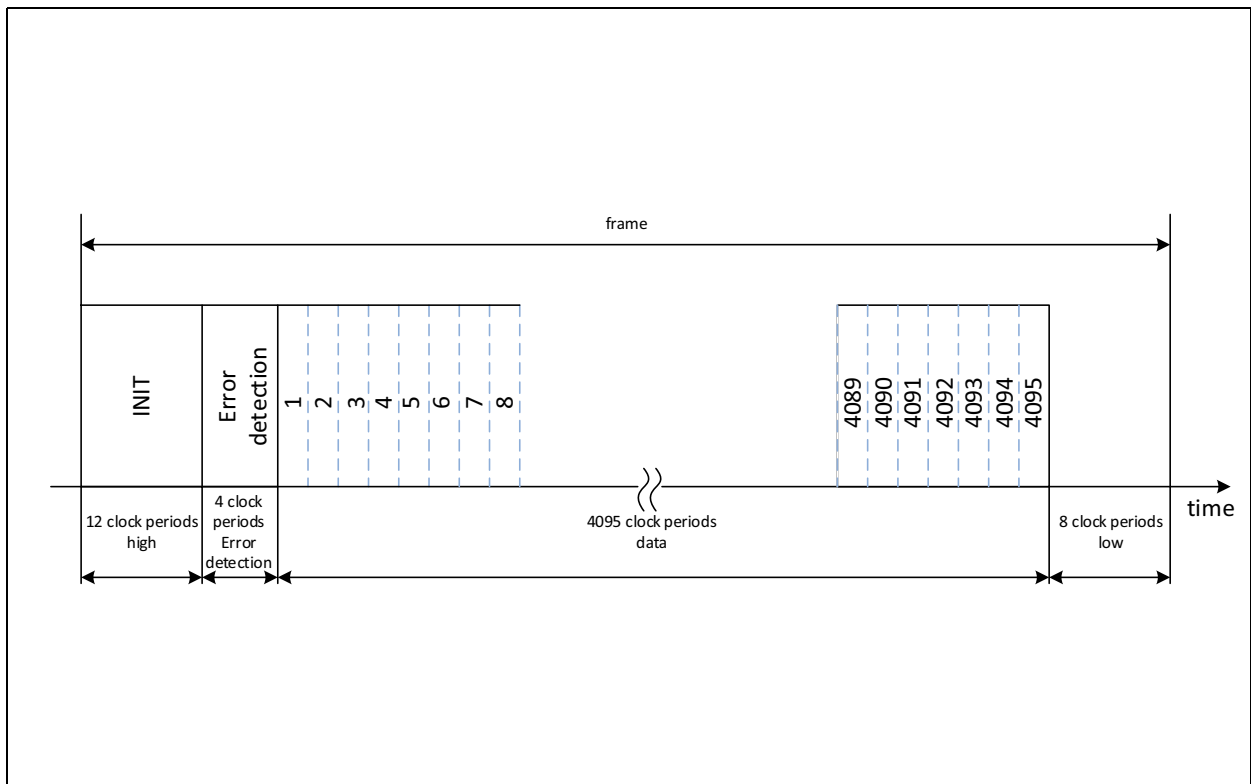 frame
INIT
Error
detection
1
2
3
4
5
6
7
8
4089
4090
4091
4092
4093
4094
4095
time
12 clock periods
high
4 clock
periods
Error
detection
4095 clock periods
data
8 clock periods
low